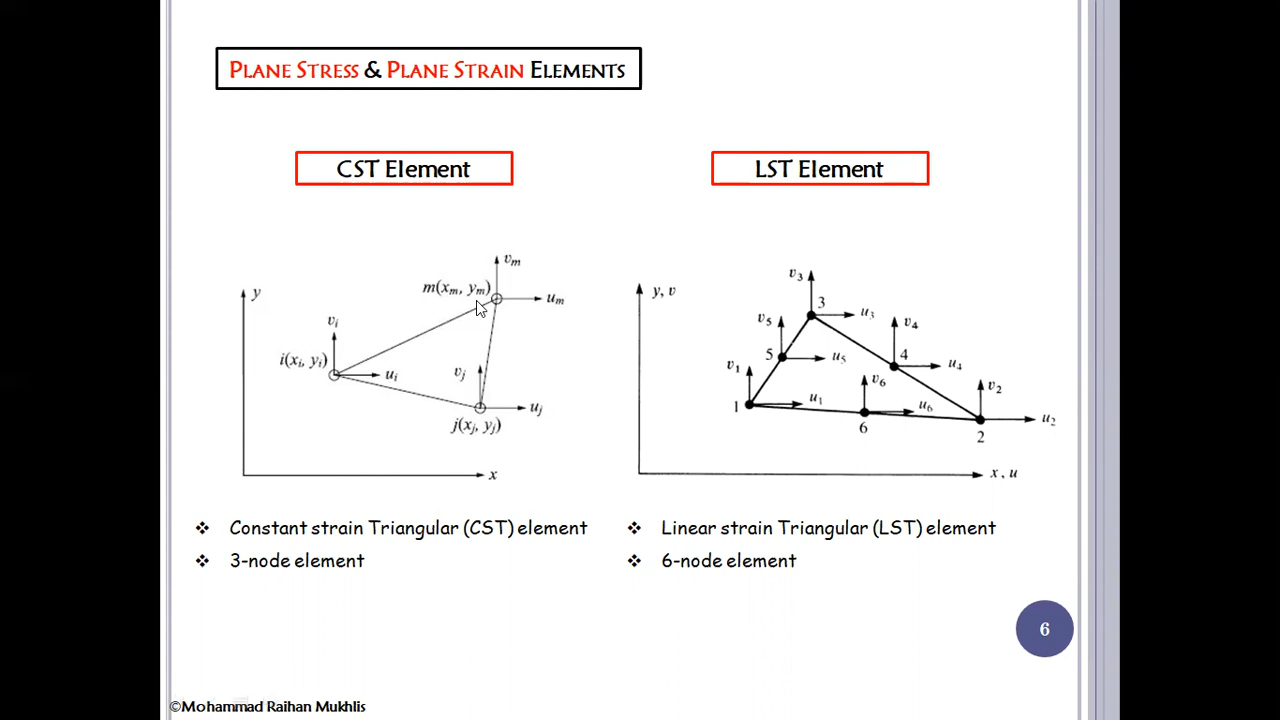 PLANE STRESS & PLANE STRAIN ELEMENTS
CST Element
LST Element
y
v_i
i(x_i, y_i)
u_i
m(x_m, y_m)
v_m
u_m
v_j
u_j
j(x_j, y_j)
x
y, v
v_3
3
u_3
v_5
5
u_5
v_4
4
u_4
v_1
1
u_1
v_6
u_6
6
v_2
u_2
2
x, u
❖ Constant strain Triangular (CST) element
❖ 3-node element
❖ Linear strain Triangular (LST) element
❖ 6-node element
6
©Mohammad Raihan Mukhlis